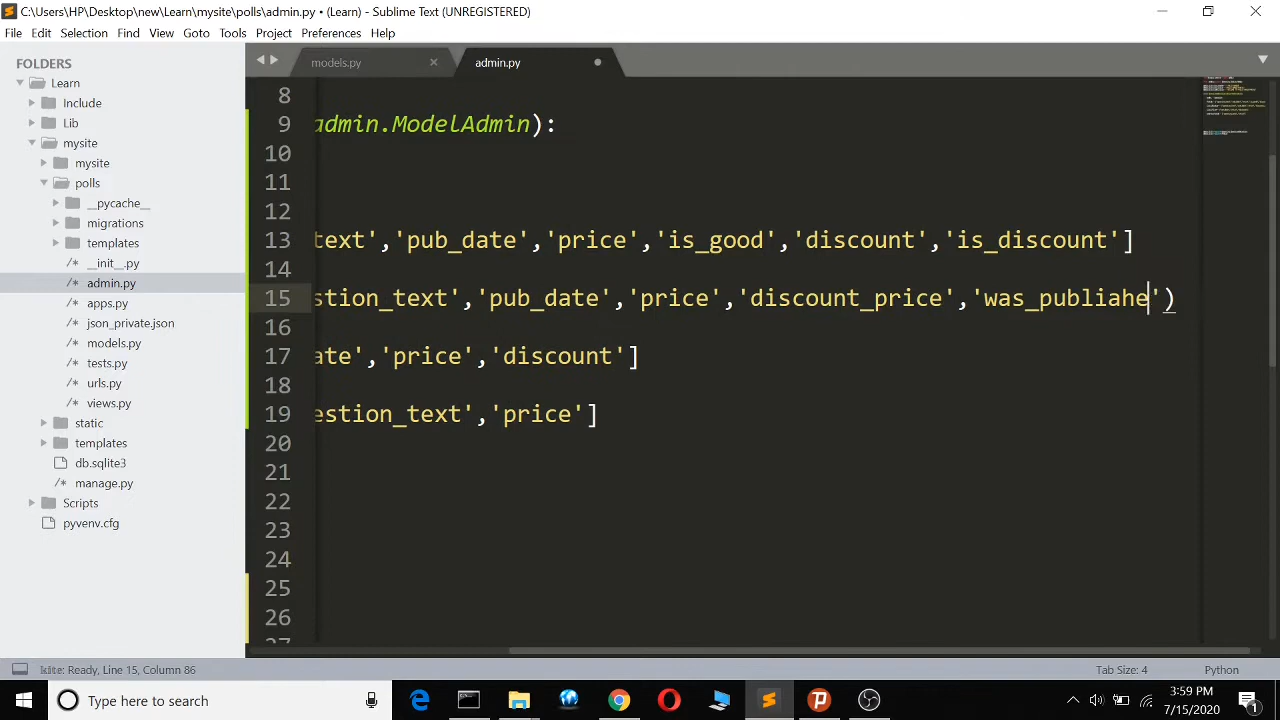 C:\Users\HP\Desktop\new\Learn\mysite\polls\admin.py • (Learn) - Sublime Text (UNREGISTERED)
File Edit Selection Find View Goto Tools Project Preferences Help
FOLDERS
Learn
Include
Lib
mysite
mysite
polls
__pycache__
migrations
templates
__init__.py
admin.py
apps.py
json_private.json
models.py
tests.py
urls.py
views.py
static
templates
db.sqlite3
manage.py
Scripts
pyvenv.cfg
models.py
admin.py
8
9 admin.ModelAdmin):
10
11
12
13 text','pub_date','price','is_good','discount','is_discount']
14
15 stion_text','pub_date','price','discount_price','was_publiahe')
16
17 ate','price','discount']
18
19 estion_text','price']
20
21
22
23
24
25
26
27
kite: Ready, Line 15, Column 86
Tab Size: 4
Python
Type here to search
3:59 PM
7/15/2020
1